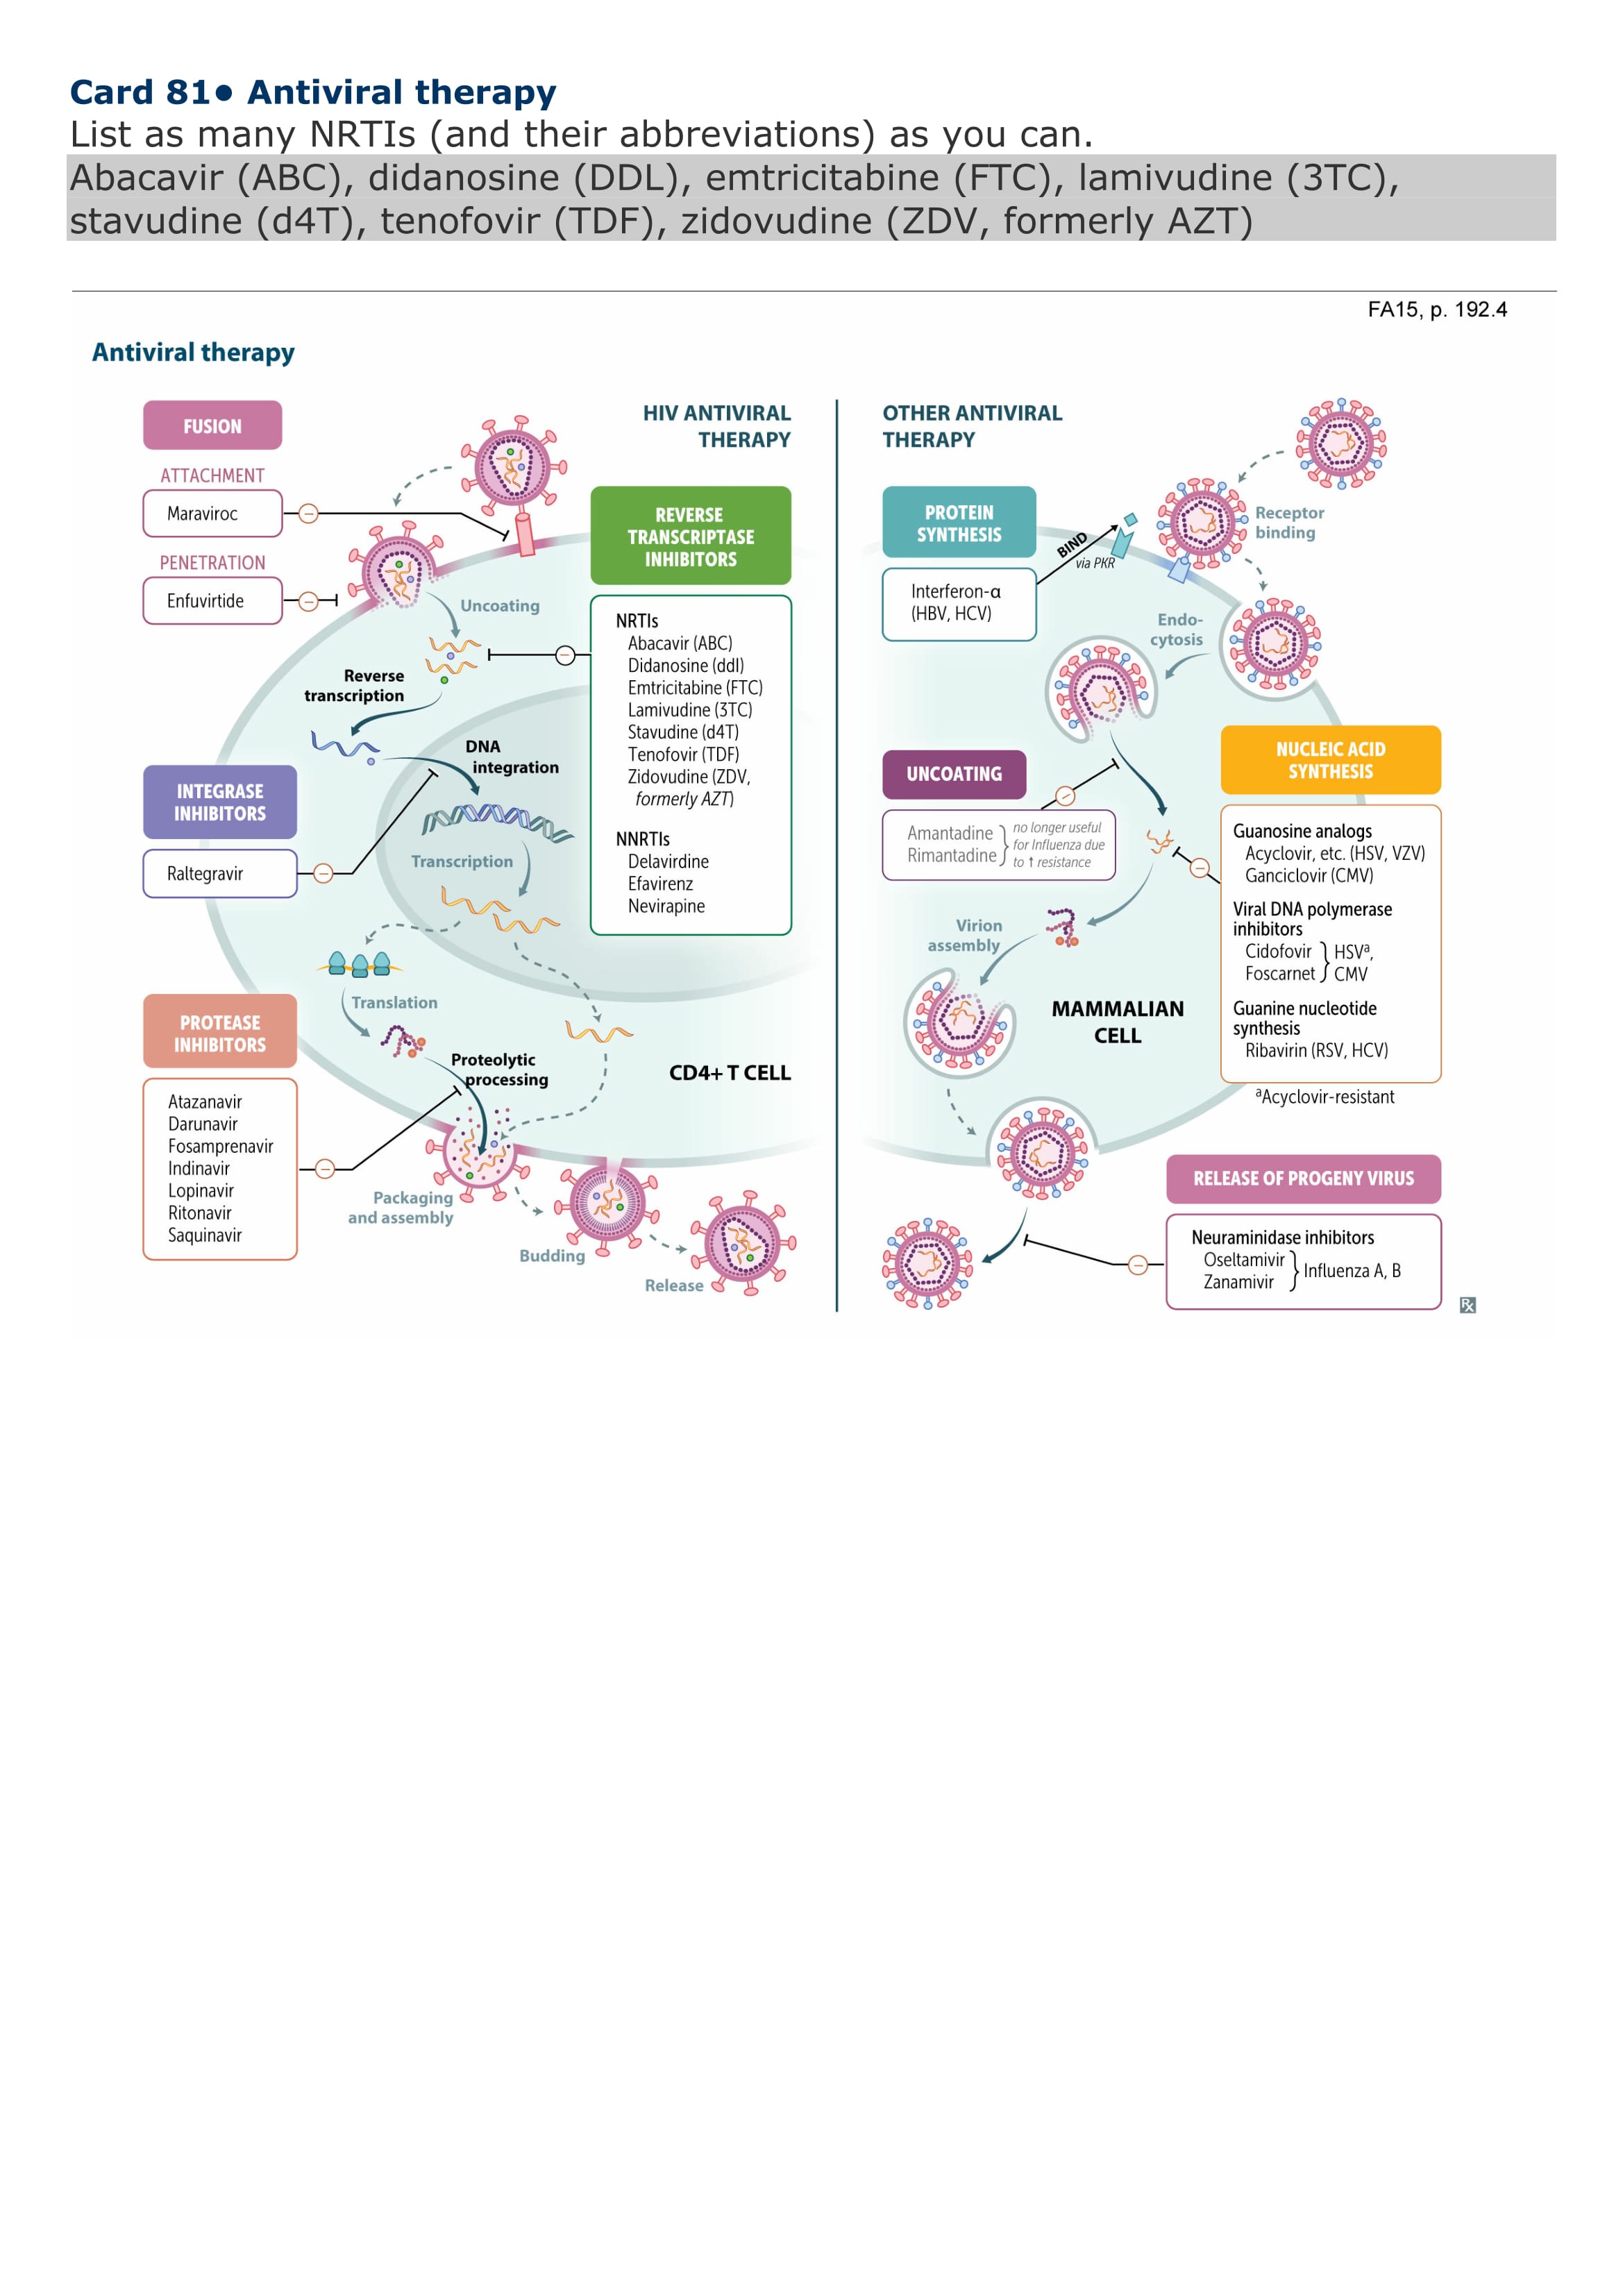 Card 81• Antiviral therapy
List as many NRTIs (and their abbreviations) as you can.
Abacavir (ABC), didanosine (DDL), emtricitabine (FTC), lamivudine (3TC),
stavudine (d4T), tenofovir (TDF), zidovudine (ZDV, formerly AZT)
FA15, p. 192.4
Antiviral therapy
HIV ANTIVIRAL
THERAPY
FUSION
ATTACHMENT
Maraviroc
PENETRATION
Enfuvirtide
Uncoating
Reverse
transcription
DNA
integration
INTEGRASE
INHIBITORS
Raltegravir
Transcription
Translation
PROTEASE
INHIBITORS
Atazanavir
Darunavir
Fosamprenavir
Indinavir
Lopinavir
Ritonavir
Saquinavir
Proteolytic
processing
Packaging
and assembly
Budding
Release
CD4+ T CELL
REVERSE
TRANSCRIPTASE
INHIBITORS
NRTIs
Abacavir (ABC)
Didanosine (ddI)
Emtricitabine (FTC)
Lamivudine (3TC)
Stavudine (d4T)
Tenofovir (TDF)
Zidovudine (ZDV,
formerly AZT)
NNRTIs
Delavirdine
Efavirenz
Nevirapine
OTHER ANTIVIRAL
THERAPY
PROTEIN
SYNTHESIS
Interferon-α
(HBV, HCV)
BIND
via PKR
Receptor
binding
Endo-
cytosis
UNCOATING
Amantadine
Rimantadine
no longer useful
for Influenza due
to ↑ resistance
NUCLEIC ACID
SYNTHESIS
Guanosine analogs
Acyclovir, etc. (HSV, VZV)
Ganciclovir (CMV)
Viral DNA polymerase
inhibitors
Cidofovir
Foscarnet
HSVᵃ,
CMV
Guanine nucleotide
synthesis
Ribavirin (RSV, HCV)
ᵃAcyclovir-resistant
Virion
assembly
MAMMALIAN
CELL
RELEASE OF PROGENY VIRUS
Neuraminidase inhibitors
Oseltamivir
Zanamivir
Influenza A, B
℞